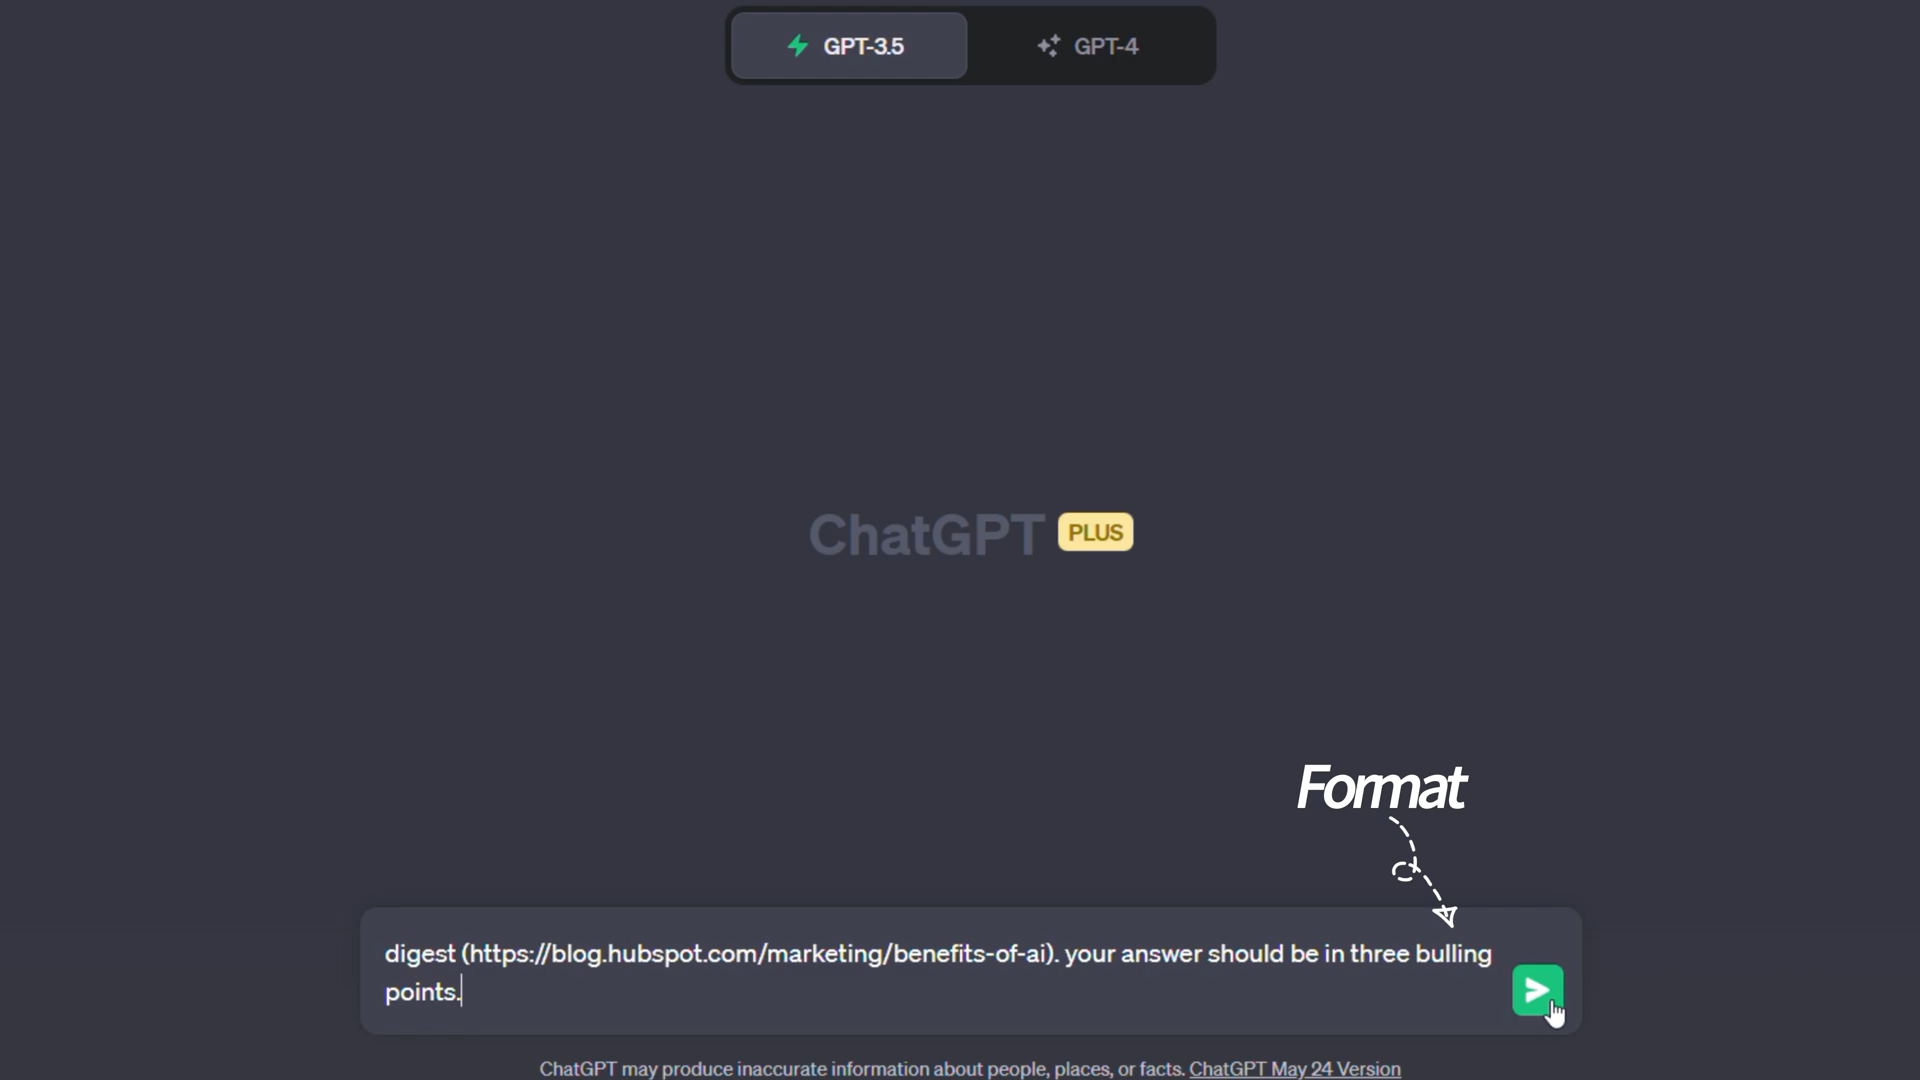 GPT-3.5
GPT-4
ChatGPT PLUS
Format
digest (https://blog.hubspot.com/marketing/benefits-of-ai). your answer should be in three bulling
points.
ChatGPT may produce inaccurate information about people, places, or facts. ChatGPT May 24 Version